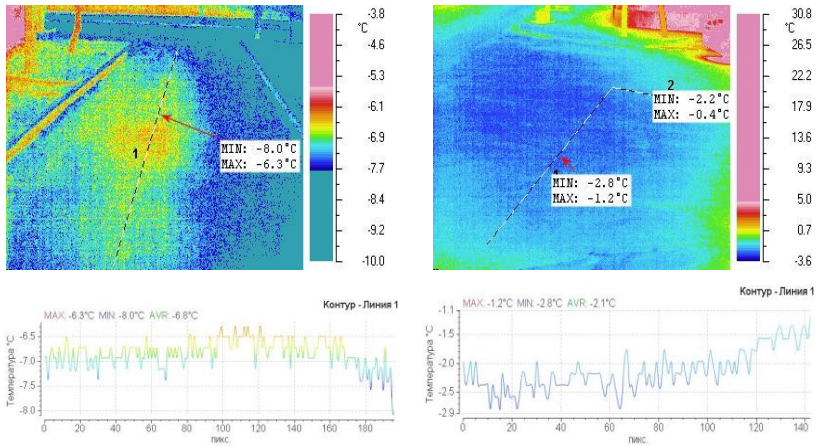 -3.8
°C
-4.6
-5.3
-6.1
-6.9
-7.7
-8.4
-9.2
-10.0
1
MIN: -8.0°C
MAX: -6.3°C
30.8
°C
26.5
22.2
17.9
13.6
9.3
5.0
0.7
-3.6
2
MIN: -2.2°C
MAX: -0.4°C
MIN: -2.8°C
MAX: -1.2°C
Контур - Линия 1
MAX: -6.3°C MIN: -8.0°C AVR: -6.8°C
Температура °C
-6.5
-7.0
-7.5
-8.0
0 20 40 60 80 100 120 140 160 180
пикс.
Контур - Линия 1
MAX: -1.2°C MIN: -2.8°C AVR: -2.1°C
Температура °C
-1.1
-1.5
-2.0
-2.5
-2.9
0 20 40 60 80 100 120 140
пикс.